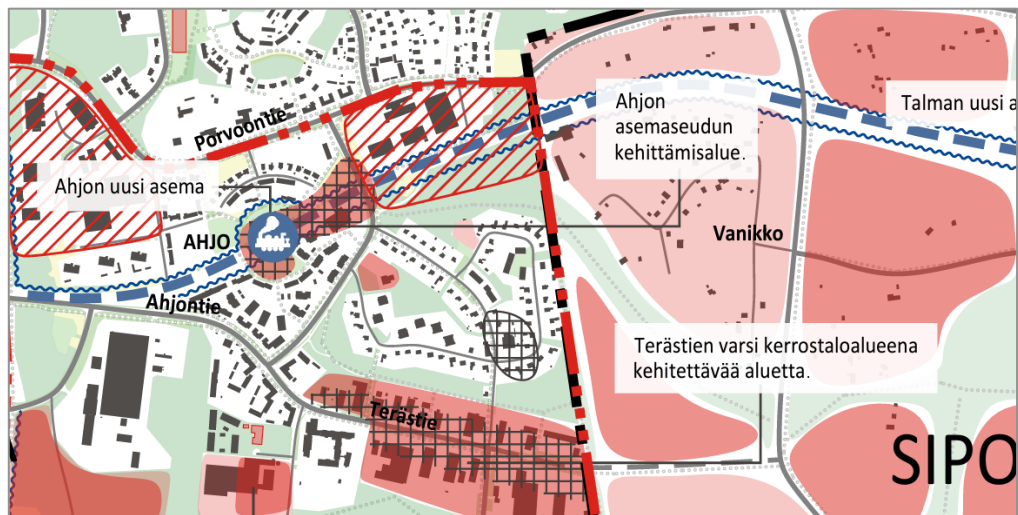 Talman uusi a
Ahjon
asemaseudun
kehittämisalue.
Porvoontie
Ahjon uusi asema
AHJO
Vanikko
Ahjontie
Terästien varsi kerrostaloalueena
kehitettävää aluetta.
Terästie
SIPO